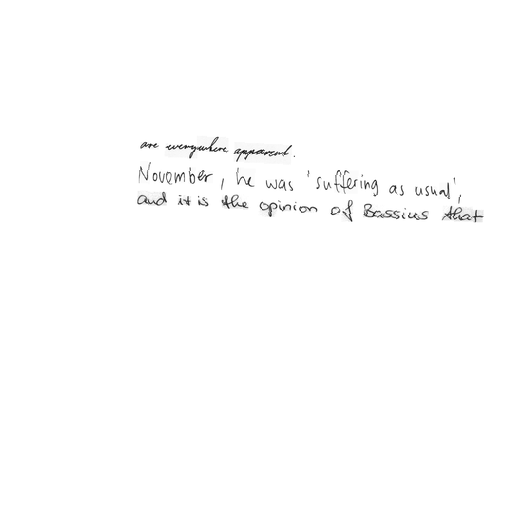 are everywhere apparent.
November, he was 'suffering as usual',
and it is the opinion of Bassius that